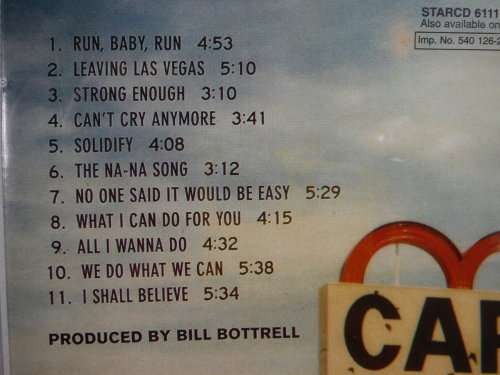 STARCD 6111
Also available on
Imp. No. 540 126-2
1. RUN, BABY, RUN 4:53
2. LEAVING LAS VEGAS 5:10
3. STRONG ENOUGH 3:10
4. CAN'T CRY ANYMORE 3:41
5. SOLIDIFY 4:08
6. THE NA-NA SONG 3:12
7. NO ONE SAID IT WOULD BE EASY 5:29
8. WHAT I CAN DO FOR YOU 4:15
9. ALL I WANNA DO 4:32
10. WE DO WHAT WE CAN 5:38
11. I SHALL BELIEVE 5:34
PRODUCED BY BILL BOTTRELL
CAF